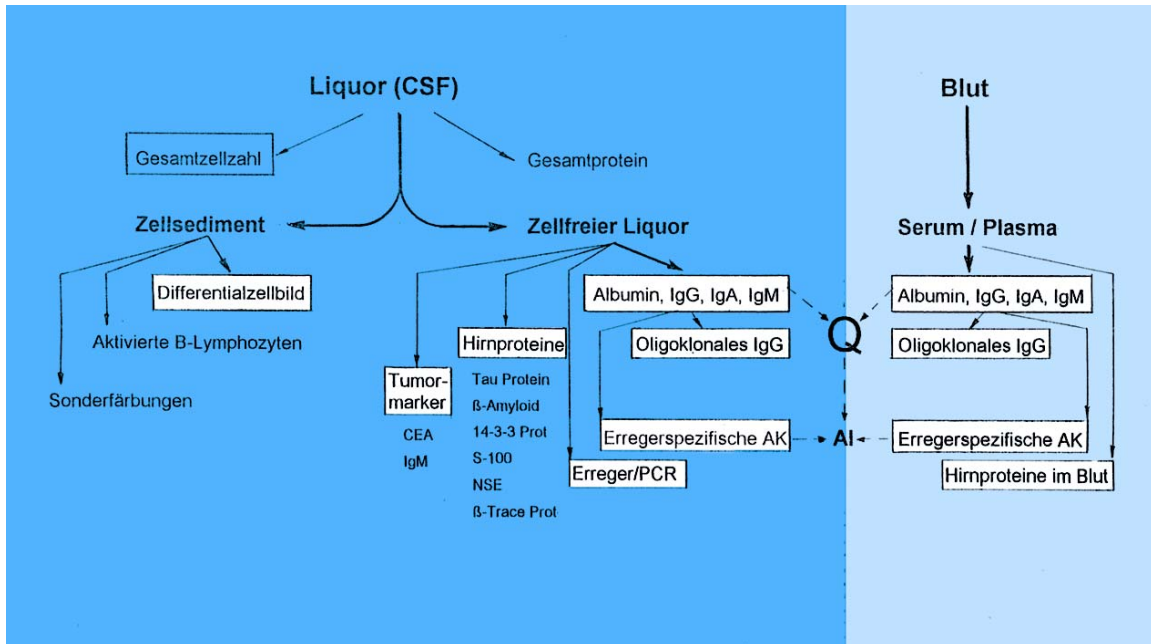 Liquor (CSF)
Blut
Gesamtzellzahl
Gesamtprotein
Zellsediment
Zellfreier Liquor
Serum / Plasma
Differentialzellbild
Aktivierte B-Lymphozyten
Sonderfärbungen
Albumin, IgG, IgA, IgM
Q
Albumin, IgG, IgA, IgM
Oligoklonales IgG
Oligoklonales IgG
Hirnproteine
Tau Protein
ß-Amyloid
14-3-3 Prot
S-100
NSE
ß-Trace Prot
Tumor-
marker
CEA
IgM
Erregerspezifische AK
AI
Erregerspezifische AK
Erreger/PCR
Hirnproteine im Blut